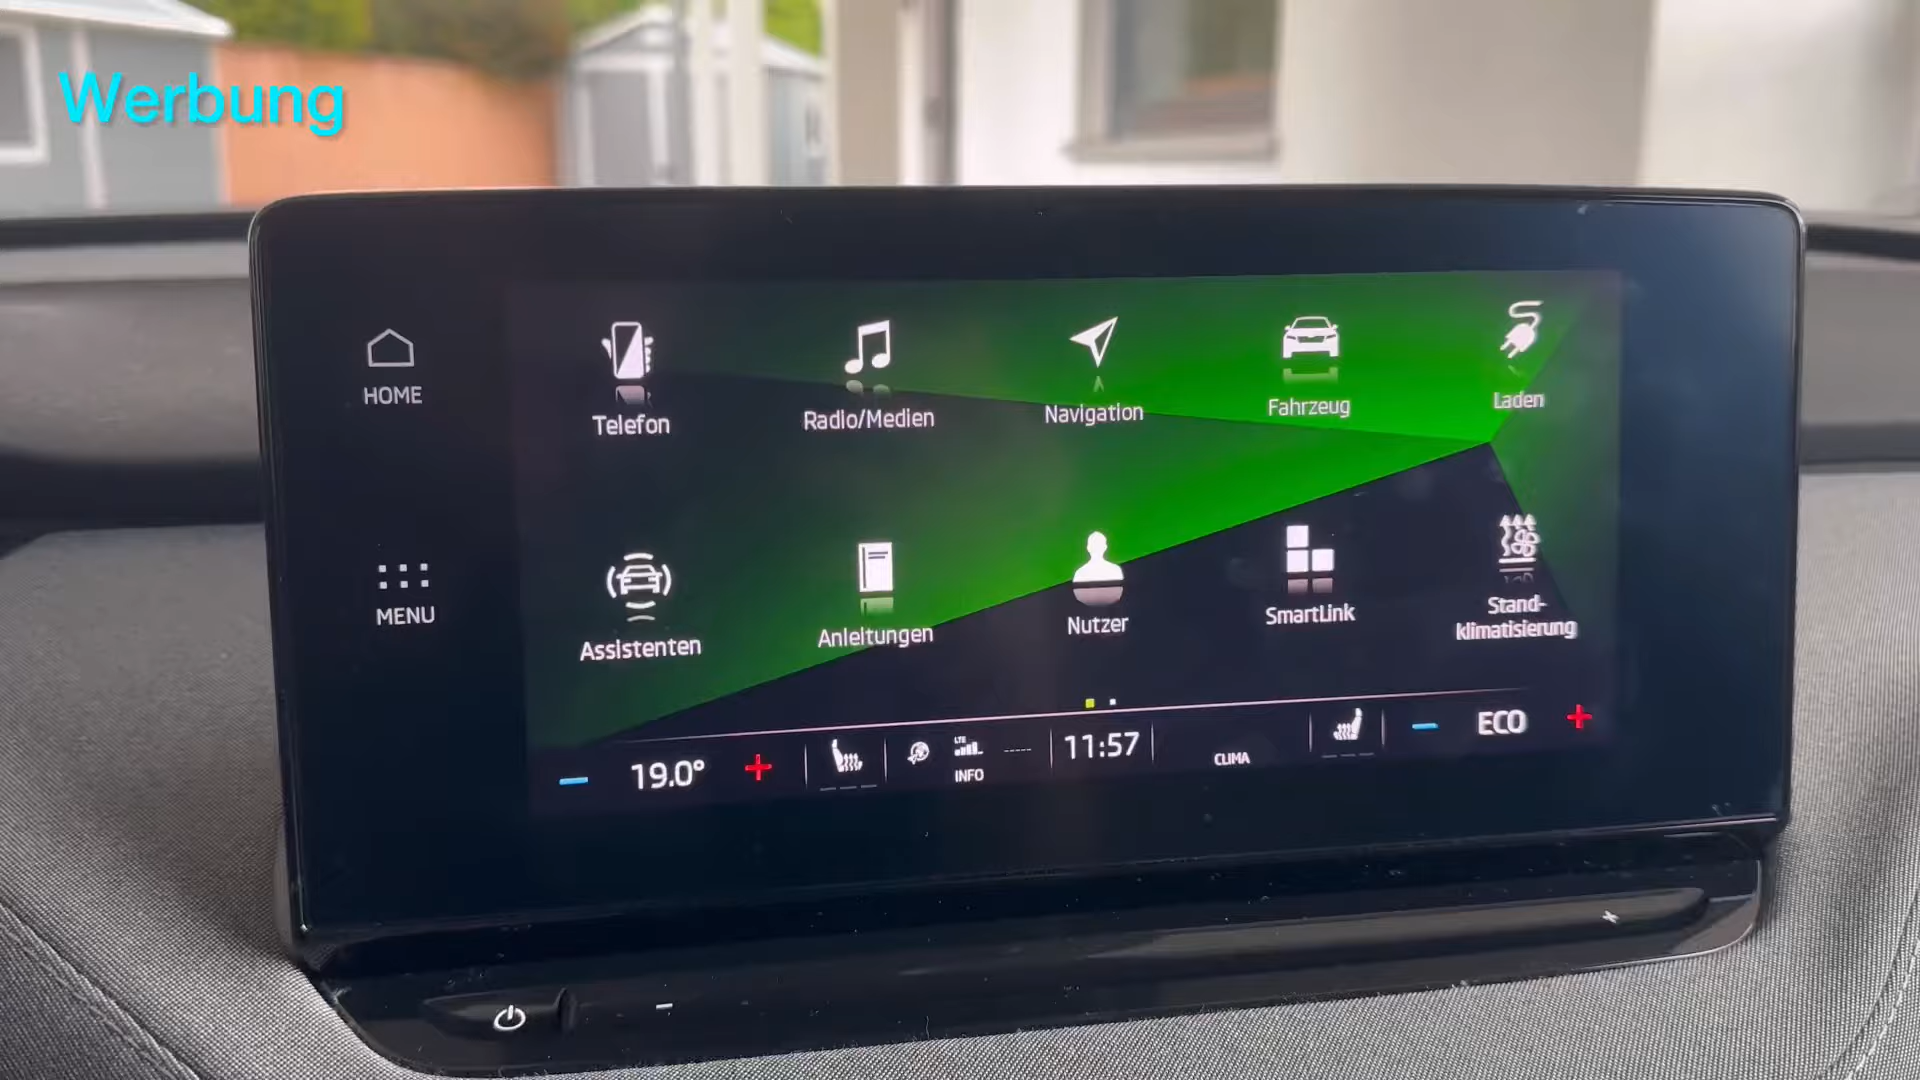 Werbung
HOME
Telefon
Radio/Medien
Navigation
Fahrzeug
Laden
MENU
Assistenten
Anleitungen
Nutzer
SmartLink
Stand-
klimatisierung
19.0°
LTE
INFO
-----
11:57
CLIMA
ECO